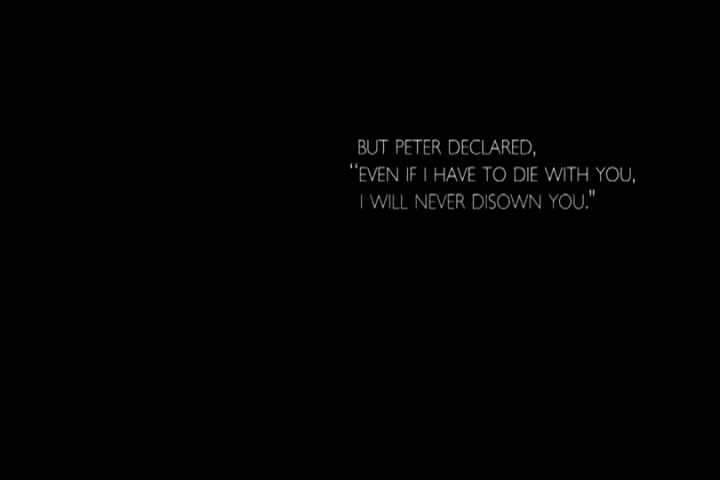 BUT PETER DECLARED,
“EVEN IF I HAVE TO DIE WITH YOU,
I WILL NEVER DISOWN YOU."